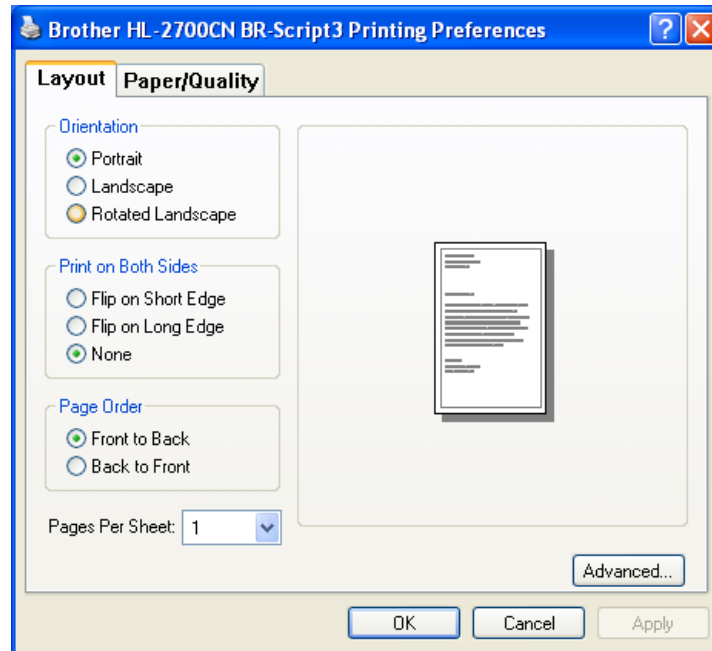 Brother HL-2700CN BR-Script3 Printing Preferences
Layout Paper/Quality
Orientation
Portrait
Landscape
Rotated Landscape
Print on Both Sides
Flip on Short Edge
Flip on Long Edge
None
Page Order
Front to Back
Back to Front
Pages Per Sheet: 1
Advanced...
OK Cancel Apply